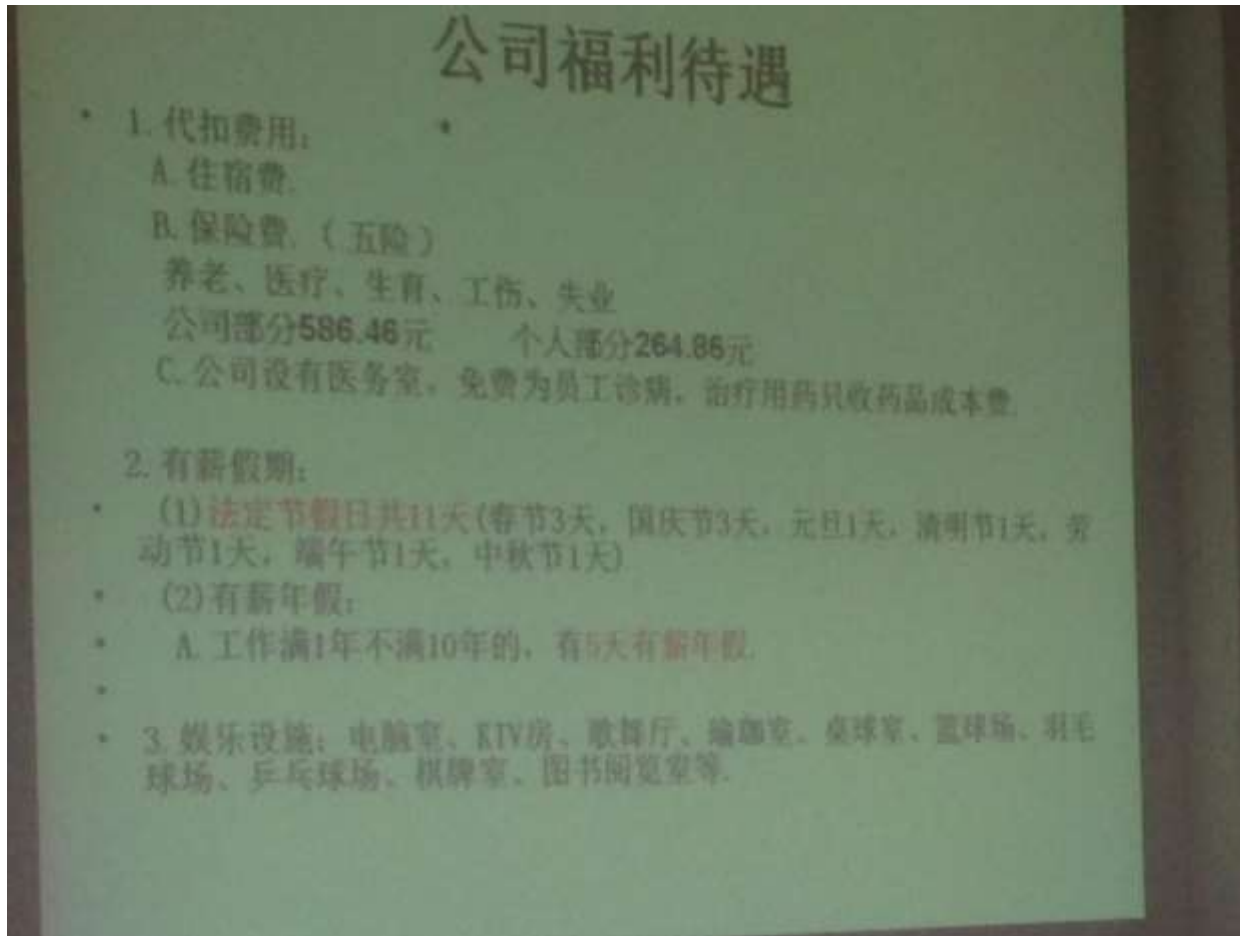 公司福利待遇
• 1. 代扣费用: •
A. 住宿费.
B. 保险费. ( 五险 )
养老、医疗、生育、工伤、失业
公司部分586.46元 个人部分264.86元
C. 公司设有医务室, 免费为员工诊病, 治疗用药只收药品成本费.
2. 有薪假期:
• (1)法定节假日共11天(春节3天, 国庆节3天, 元旦1天, 清明节1天, 劳
动节1天, 端午节1天, 中秋节1天)
• (2)有薪年假:
• A. 工作满1年不满10年的, 有5天有薪年假.
•
• 3. 娱乐设施: 电脑室、KTV房、歌舞厅、瑜珈室、桌球室、篮球场、羽毛
球场、乒乓球场、棋牌室、图书阅览室等.